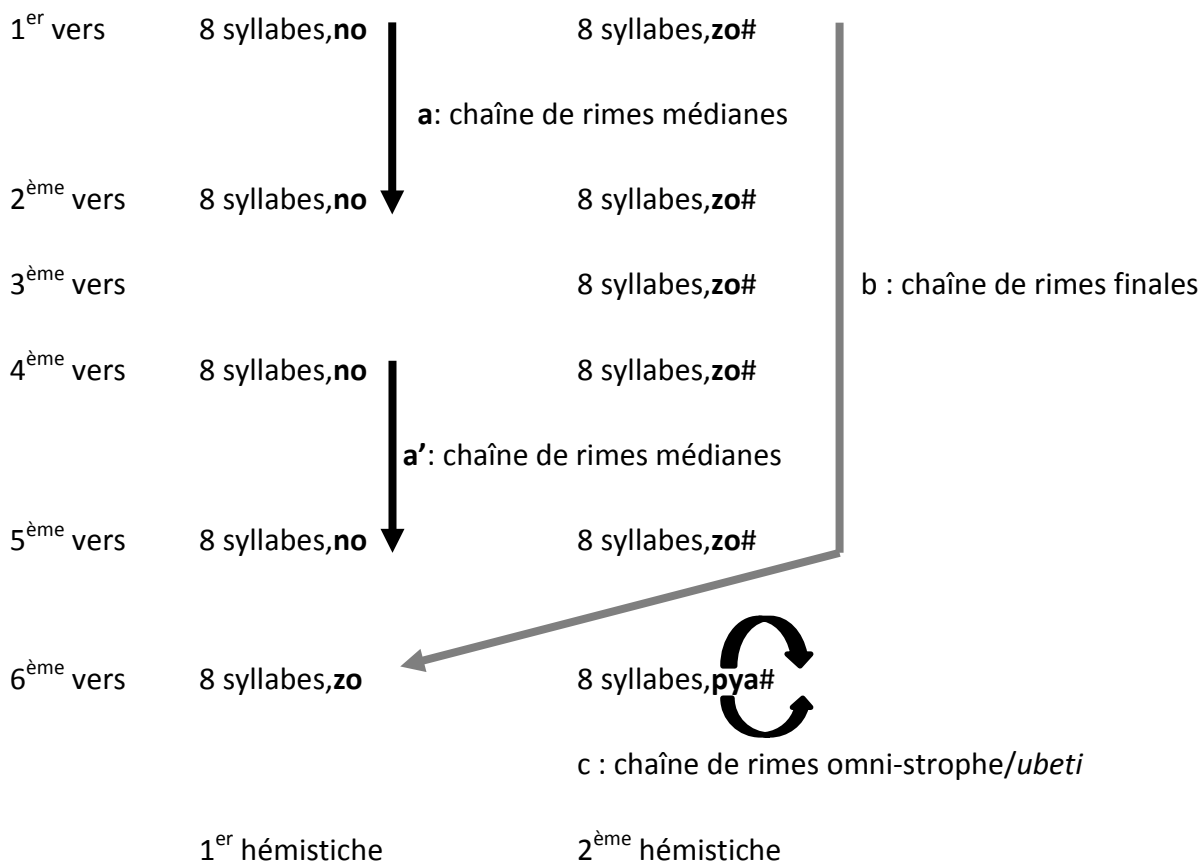 1er vers 8 syllabes,no 8 syllabes,zo#
a: chaîne de rimes médianes
2ème vers 8 syllabes,no 8 syllabes,zo#
3ème vers 8 syllabes,zo# b : chaîne de rimes finales
4ème vers 8 syllabes,no 8 syllabes,zo#
a’: chaîne de rimes médianes
5ème vers 8 syllabes,no 8 syllabes,zo#
6ème vers 8 syllabes,zo 8 syllabes,pya#
c : chaîne de rimes omni-strophe/ubeti
1er hémistiche 2ème hémistiche